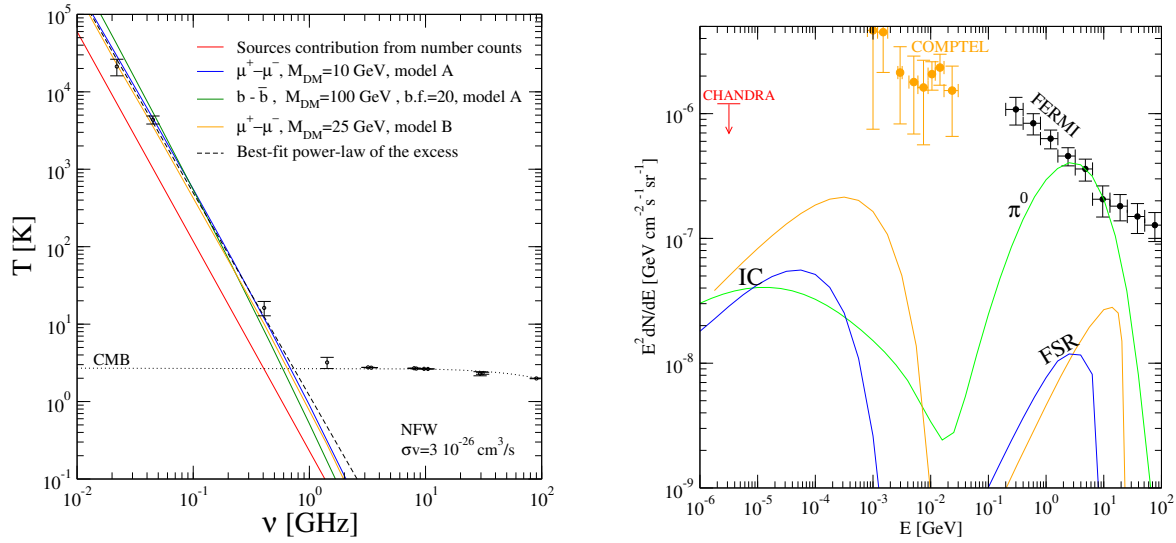 10^5
10^4
10^3
10^2
10^1
10^0
10^-1
T [K]
Sources contribution from number counts
μ^+−μ^-, M_DM=10 GeV, model A
b - b̄ , M_DM=100 GeV , b.f.=20, model A
μ^+−μ^-, M_DM=25 GeV, model B
Best-fit power-law of the excess
CMB
NFW
σv=3 10^-26 cm^3/s
10^-2 10^-1 10^0 10^1 10^2
ν [GHz]
10^-6
10^-7
10^-8
10^-9
E^2 dN/dE [GeV cm^-2 s^-1 sr^-1]
COMPTEL
CHANDRA
FERMI
π^0
IC
FSR
10^-6 10^-5 10^-4 10^-3 10^-2 10^-1 10^0 10^1 10^2
E [GeV]